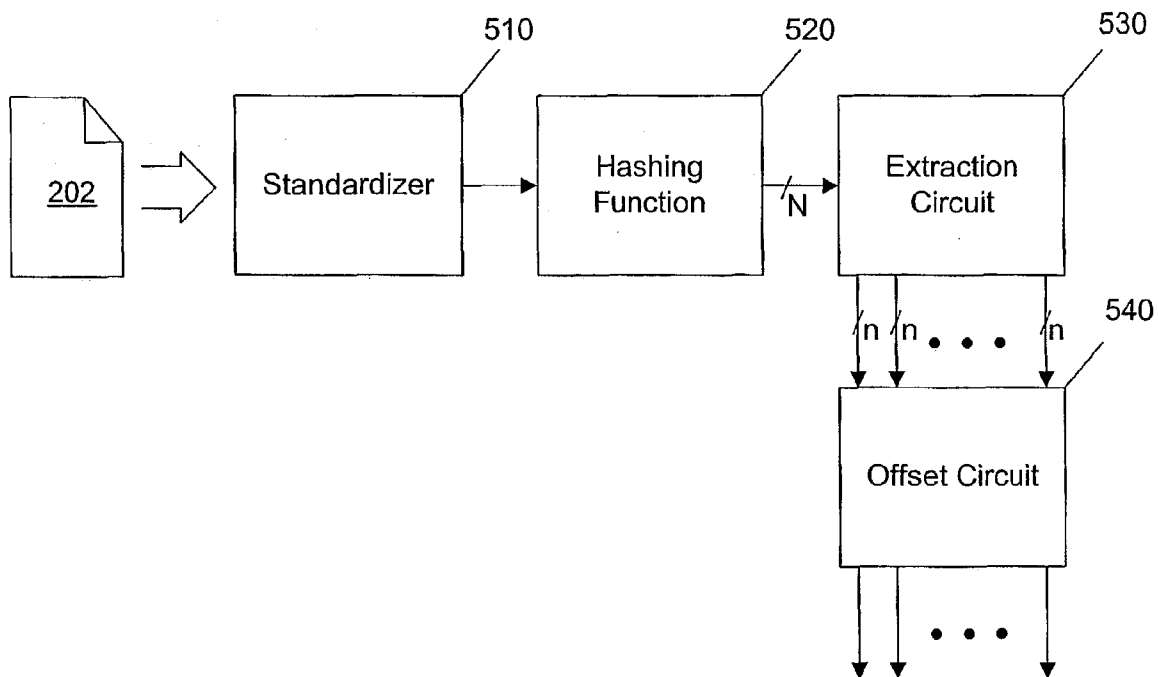 510
520
530
202
Standardizer
Hashing
Function
N
Extraction
Circuit
n
n
n
540
Offset Circuit